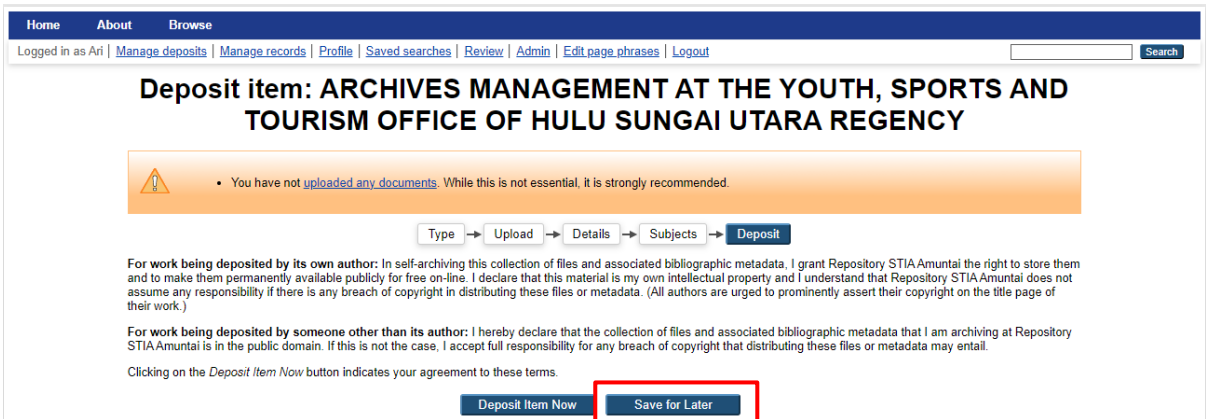 Home About Browse
Logged in as Ari | Manage deposits | Manage records | Profile | Saved searches | Review | Admin | Edit page phrases | Logout Search
Deposit item: ARCHIVES MANAGEMENT AT THE YOUTH, SPORTS AND
TOURISM OFFICE OF HULU SUNGAI UTARA REGENCY
• You have not uploaded any documents. While this is not essential, it is strongly recommended.
Type → Upload → Details → Subjects → Deposit
For work being deposited by its own author: In self-archiving this collection of files and associated bibliographic metadata, I grant Repository STIA Amuntai the right to store them
and to make them permanently available publicly for free on-line. I declare that this material is my own intellectual property and I understand that Repository STIA Amuntai does not
assume any responsibility if there is any breach of copyright in distributing these files or metadata. (All authors are urged to prominently assert their copyright on the title page of
their work.)
For work being deposited by someone other than its author: I hereby declare that the collection of files and associated bibliographic metadata that I am archiving at Repository
STIA Amuntai is in the public domain. If this is not the case, I accept full responsibility for any breach of copyright that distributing these files or metadata may entail.
Clicking on the Deposit Item Now button indicates your agreement to these terms.
Deposit Item Now Save for Later